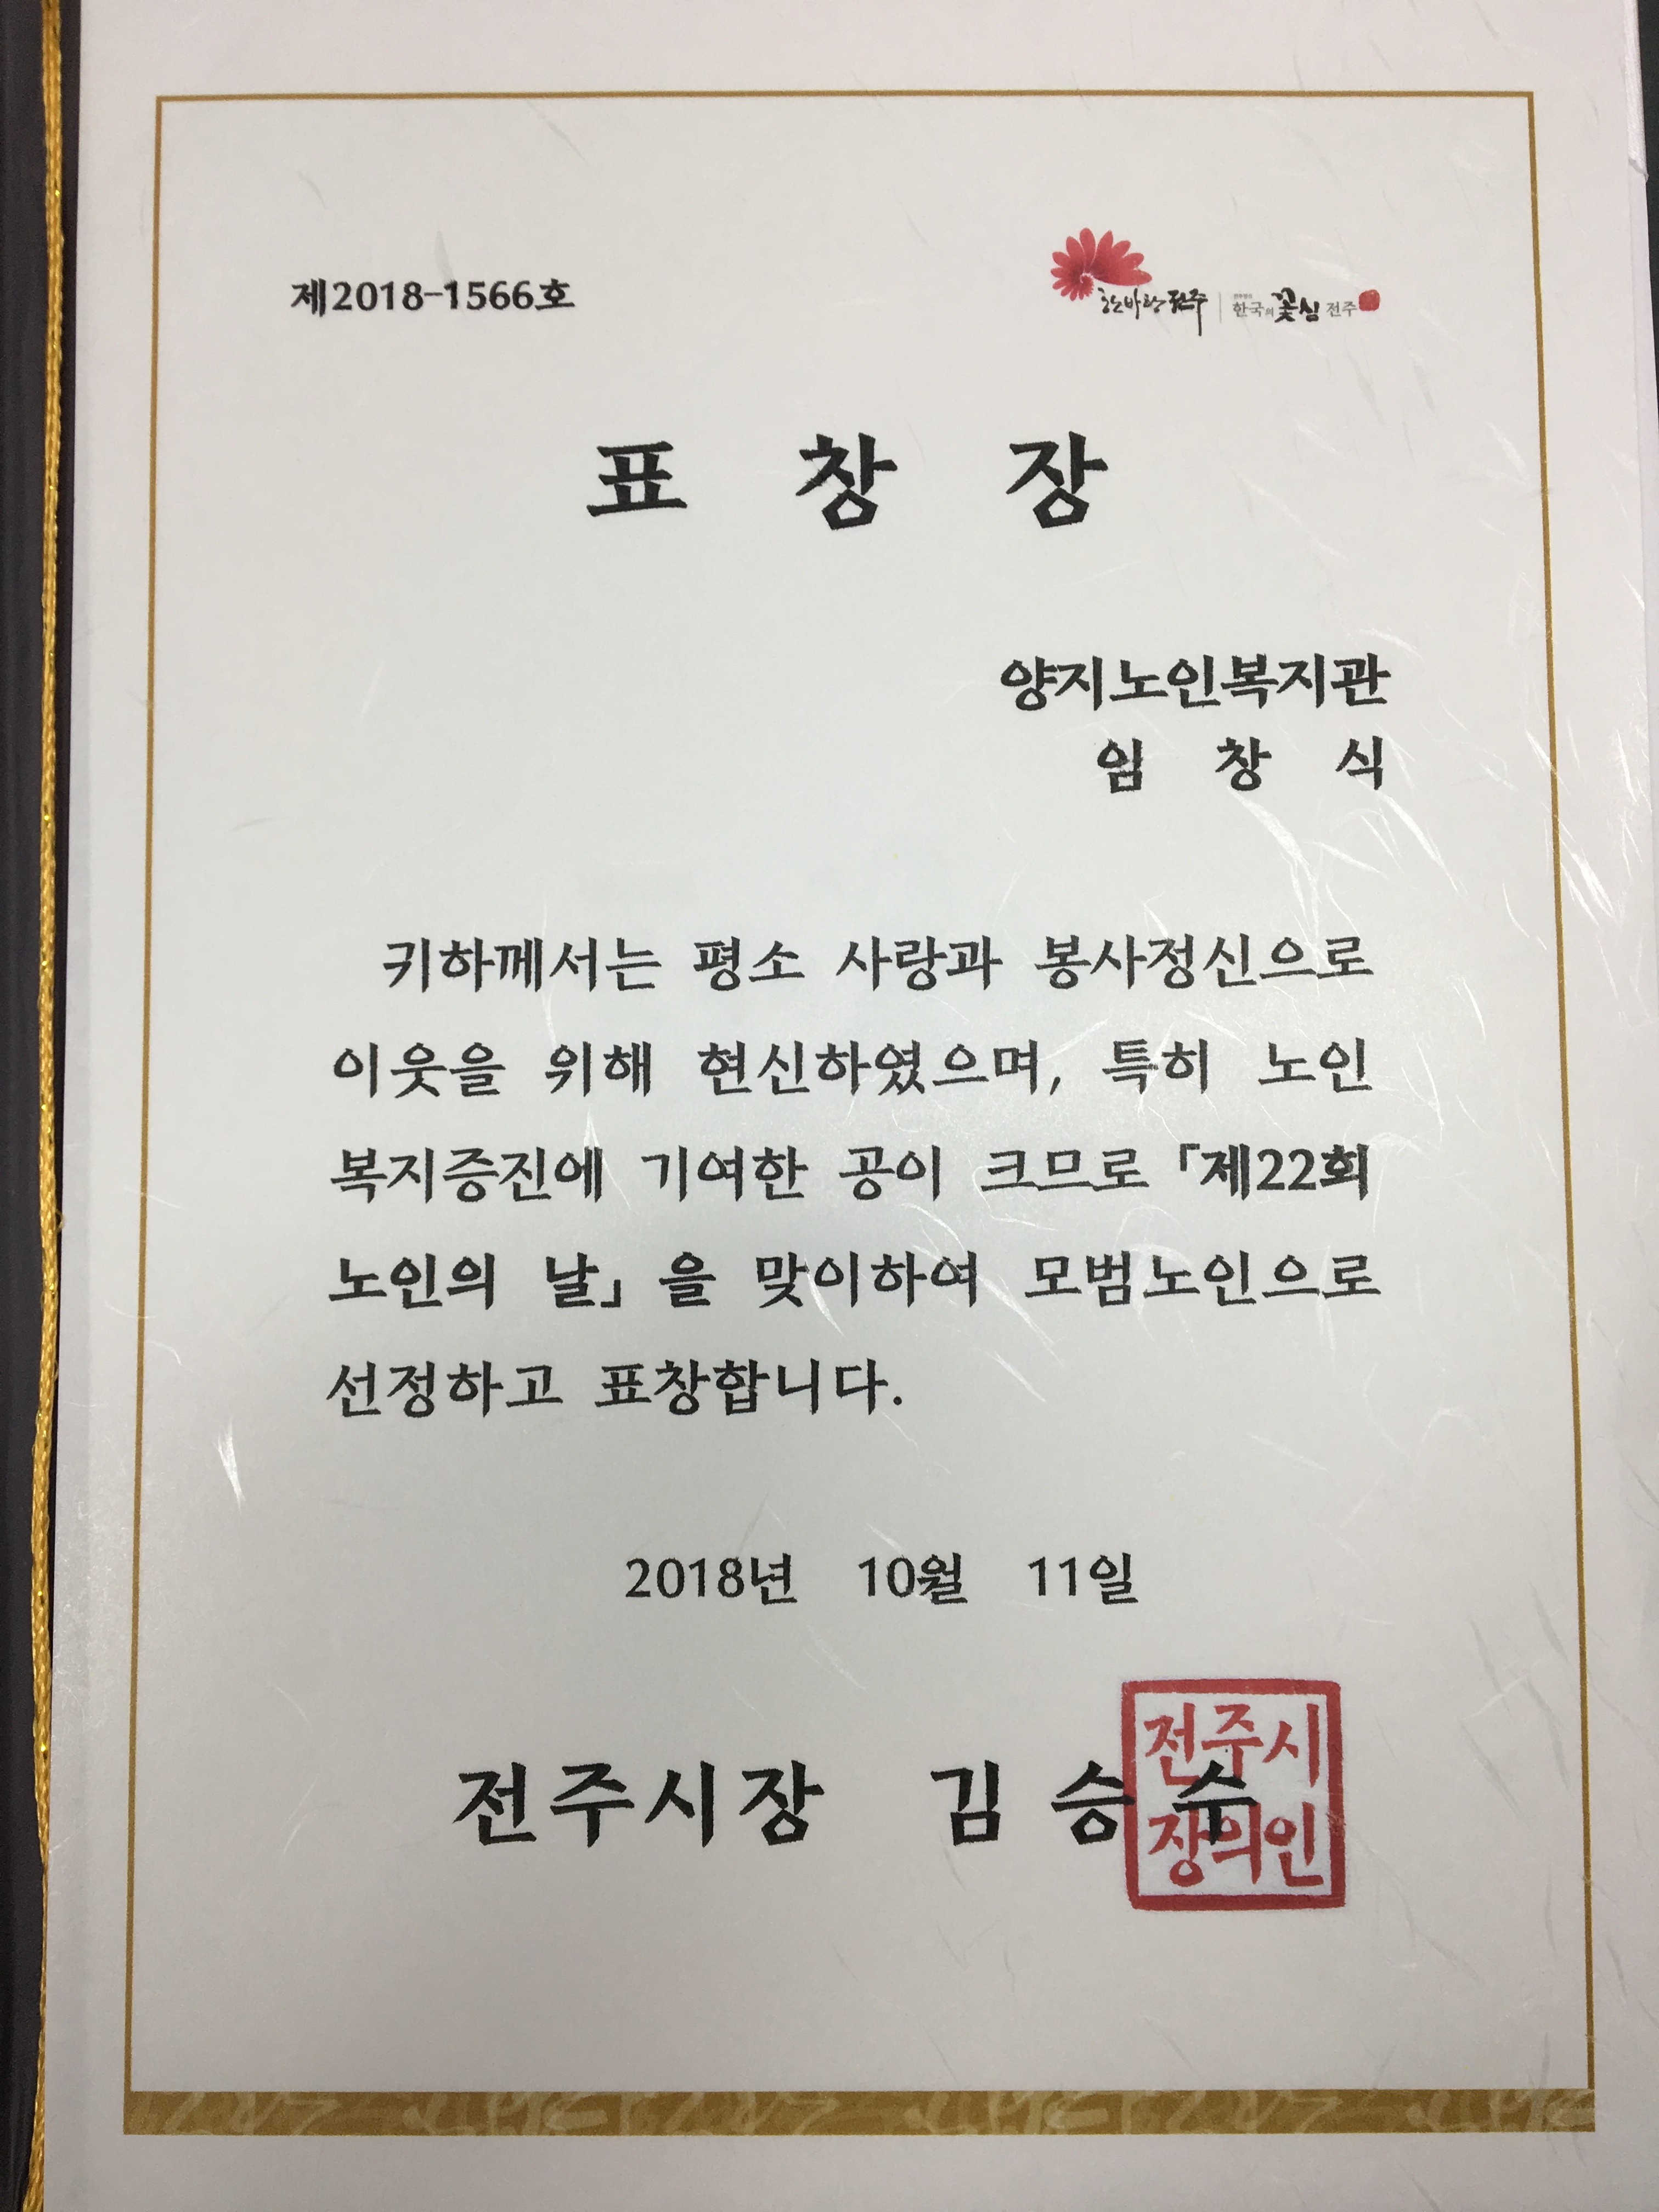 제2018-1566호
한바탕전주 한국의꽃심 전주
표 창 장
양지노인복지관
임 창 식
귀하께서는 평소 사랑과 봉사정신으로
이웃을 위해 헌신하였으며, 특히 노인
복지증진에 기여한 공이 크므로 「제22회
노인의 날」을 맞이하여 모범노인으로
선정하고 표창합니다.
2018년 10월 11일
전주시장 김 승 수
전주시
장의인